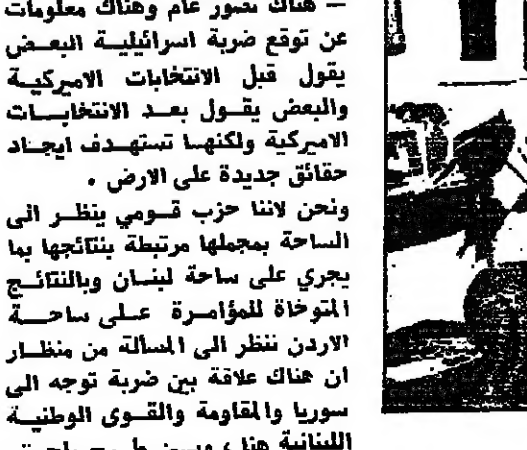 — هناك تصور عام وهناك معلومات
عن توقع ضربة اسرائيلية البعض
يقول قبل الانتخابات الاميركية
والبعض يقول بعد الانتخابات
الاميركية ولكنها تستهدف ايجاد
حقائق جديدة على الارض .
ونحن لاننا حزب قومي ينظر الى
الساحة بمجملها مرتبطة بنتائجها بما
يجري على ساحة لبنان وبالنتائج
المتوخاة للمؤامرة على ساحة
الاردن ننظر الى المسألة من منظار
ان هناك علاقة بين ضربة توجه الى
سوريا والمقاومة والقوى الوطنية
اللبنانية هنا ،